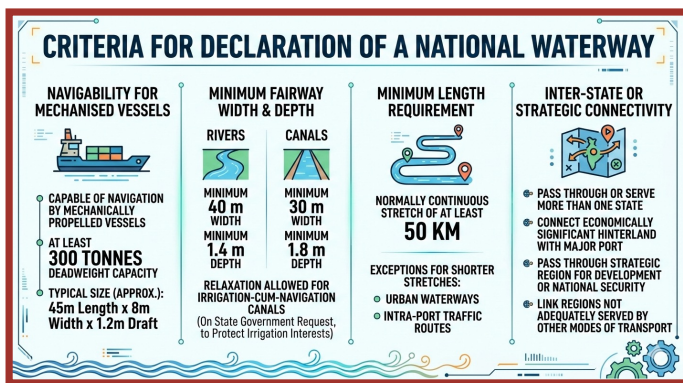 CRITERIA FOR DECLARATION OF A NATIONAL WATERWAY
NAVIGABILITY FOR
MECHANISED VESSELS
CAPABLE OF NAVIGATION
BY MECHANICALLY
PROPELLED VESSELS
AT LEAST
300 TONNES
DEADWEIGHT CAPACITY
TYPICAL SIZE (APPROX.):
45m Length x 8m
Width x 1.2m Draft
MINIMUM FAIRWAY
WIDTH & DEPTH
RIVERS
MINIMUM
40 m
WIDTH
MINIMUM
1.4 m
DEPTH
CANALS
MINIMUM
30 m
WIDTH
MINIMUM
1.8 m
DEPTH
RELAXATION ALLOWED FOR
IRRIGATION-CUM-NAVIGATION
CANALS
(On State Government Request,
to Protect Irrigation Interests)
MINIMUM LENGTH
REQUIREMENT
NORMALLY CONTINUOUS
STRETCH OF AT LEAST
50 KM
EXCEPTIONS FOR SHORTER
STRETCHES:
URBAN WATERWAYS
INTRA-PORT TRAFFIC
ROUTES
INTER-STATE OR
STRATEGIC CONNECTIVITY
PASS THROUGH OR SERVE
MORE THAN ONE STATE
CONNECT ECONOMICALLY
SIGNIFICANT HINTERLAND
WITH MAJOR PORT
PASS THROUGH STRATEGIC
REGION FOR DEVELOPMENT
OR NATIONAL SECURITY
LINK REGIONS NOT
ADEQUATELY SERVED BY
OTHER MODES OF TRANSPORT